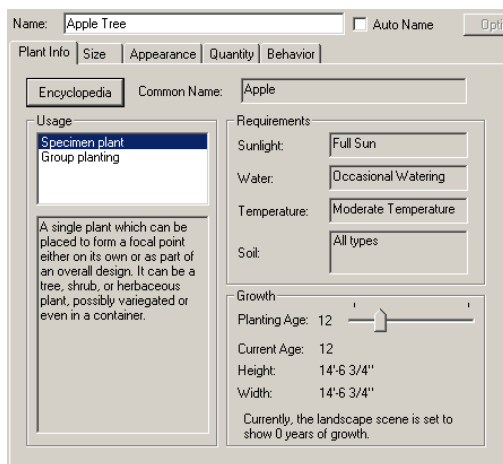 Name: Apple Tree Auto Name Opti
Plant Info Size Appearance Quantity Behavior
Encyclopedia Common Name: Apple
Usage
Specimen plant
Group planting
A single plant which can be
placed to form a focal point
either on its own or as part of
an overall design. It can be a
tree, shrub, or herbaceous
plant, possibly variegated or
even in a container.
Requirements
Sunlight: Full Sun
Water: Occasional Watering
Temperature: Moderate Temperature
Soil: All types
Growth
Planting Age: 12
Current Age: 12
Height: 14'-6 3/4"
Width: 14'-6 3/4"
Currently, the landscape scene is set to
show 0 years of growth.